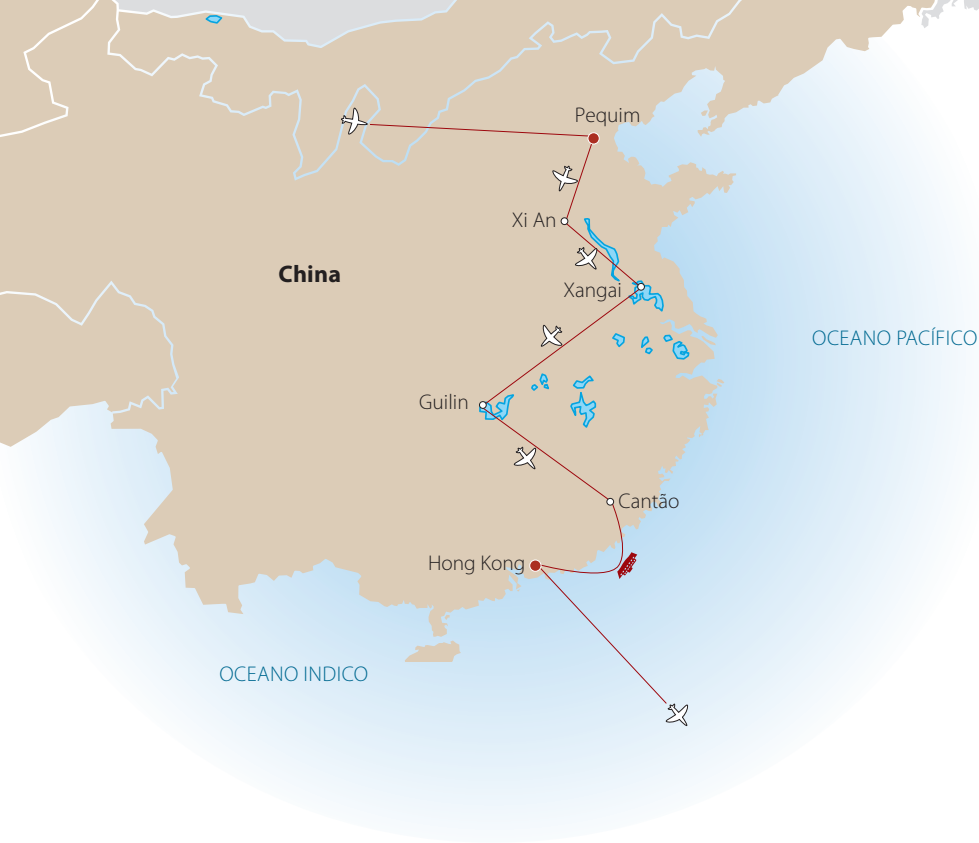 Pequim
Xi An
China
Xangai
OCEANO PACÍFICO
Guilin
Cantão
Hong Kong
OCEANO INDICO